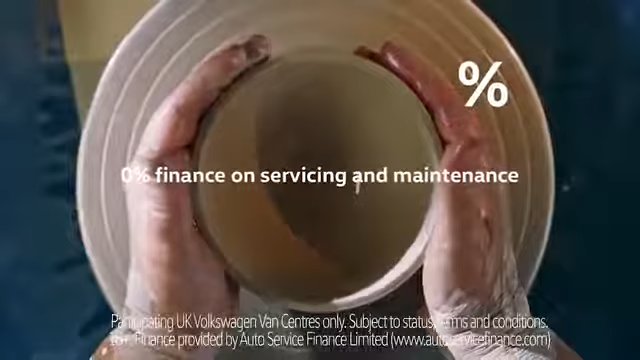 %
0% finance on servicing and maintenance
Participating UK Volkswagen Van Centres only. Subject to status, terms and conditions.
Finance provided by Auto Service Finance Limited (www.autoservicefinance.com)